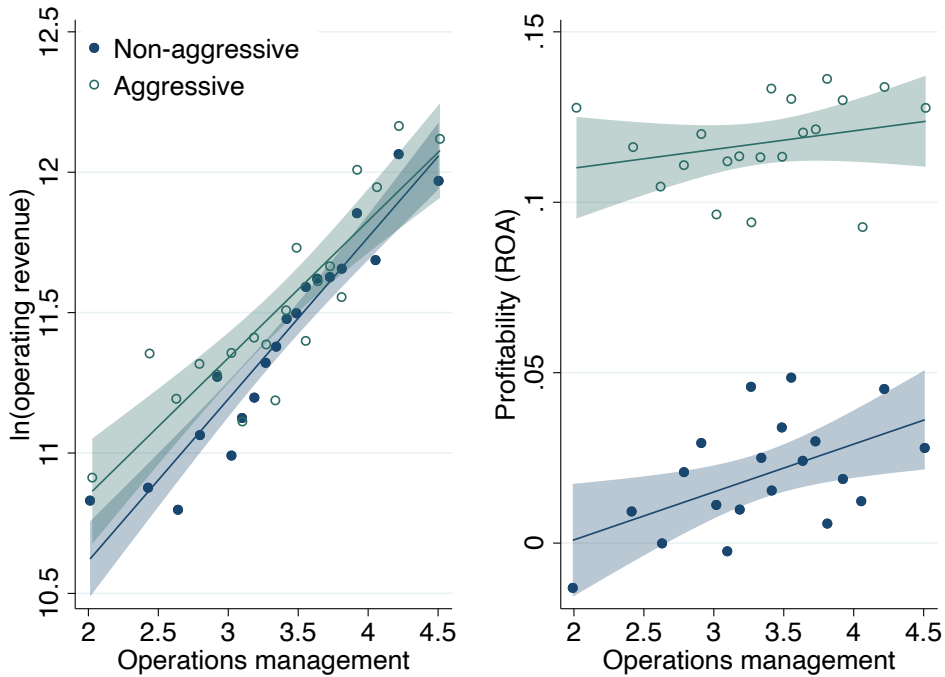 12.5
12
11.5
11
10.5
ln(operating revenue)
Non-aggressive
Aggressive
2 2.5 3 3.5 4 4.5
Operations management
.15
.1
.05
0
Profitability (ROA)
2 2.5 3 3.5 4 4.5
Operations management